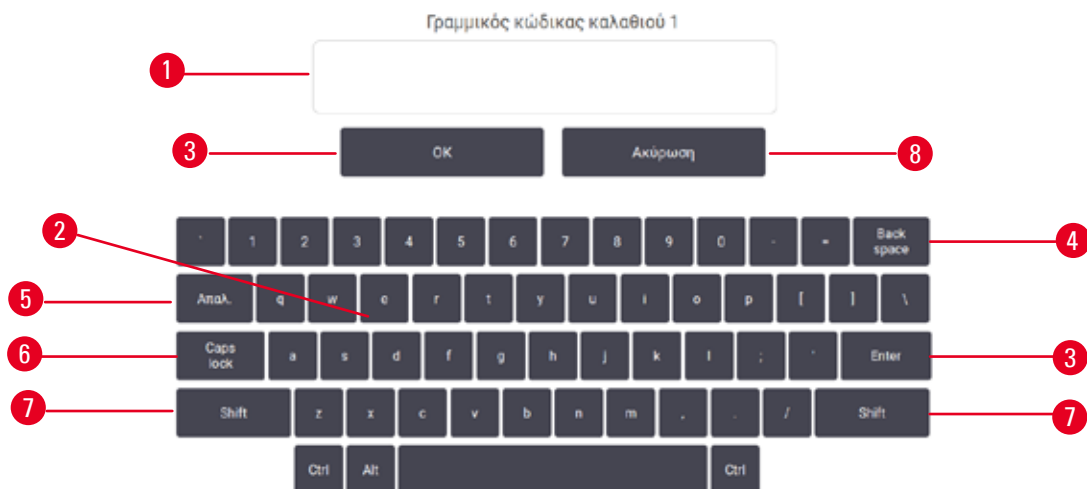 Γραμμικός κώδικας καλαθιού 1
1
3 OK Ακύρωση 8
2
` 1 2 3 4 5 6 7 8 9 0 - = Back space 4
5 Απαλ. q w e r t y u i o p [ ] \
6 Caps lock a s d f g h j k l ; ' Enter 3
7 Shift z x c v b n m , . / Shift 7
Ctrl Alt Ctrl